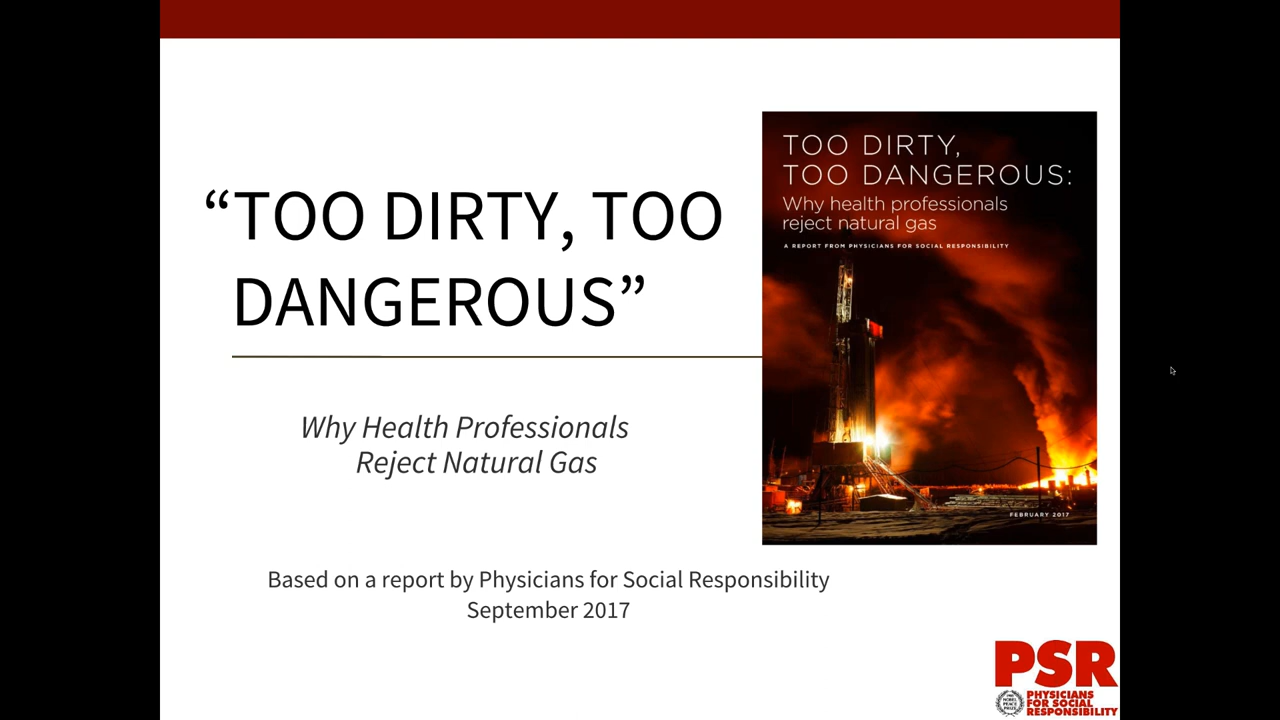 “TOO DIRTY, TOO
DANGEROUS”
Why Health Professionals
Reject Natural Gas
Based on a report by Physicians for Social Responsibility
September 2017
TOO DIRTY,
TOO DANGEROUS:
Why health professionals
reject natural gas
A REPORT FROM PHYSICIANS FOR SOCIAL RESPONSIBILITY
FEBRUARY 2017
PSR
PHYSICIANS
FOR SOCIAL
RESPONSIBILITY